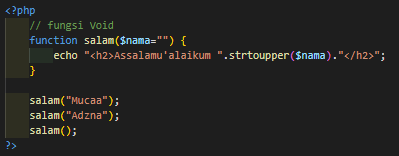 <?php
// fungsi Void
function salam($nama="") {
echo "<h2>Assalamu'alaikum ".strtoupper($nama)."</h2>";
}
salam("Mucaa");
salam("Adzna");
salam();
?>